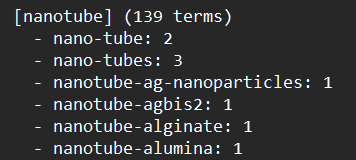 [nanotube] (139 terms)
- nano-tube: 2
- nano-tubes: 3
- nanotube-ag-nanoparticles: 1
- nanotube-agbis2: 1
- nanotube-alginate: 1
- nanotube-alumina: 1